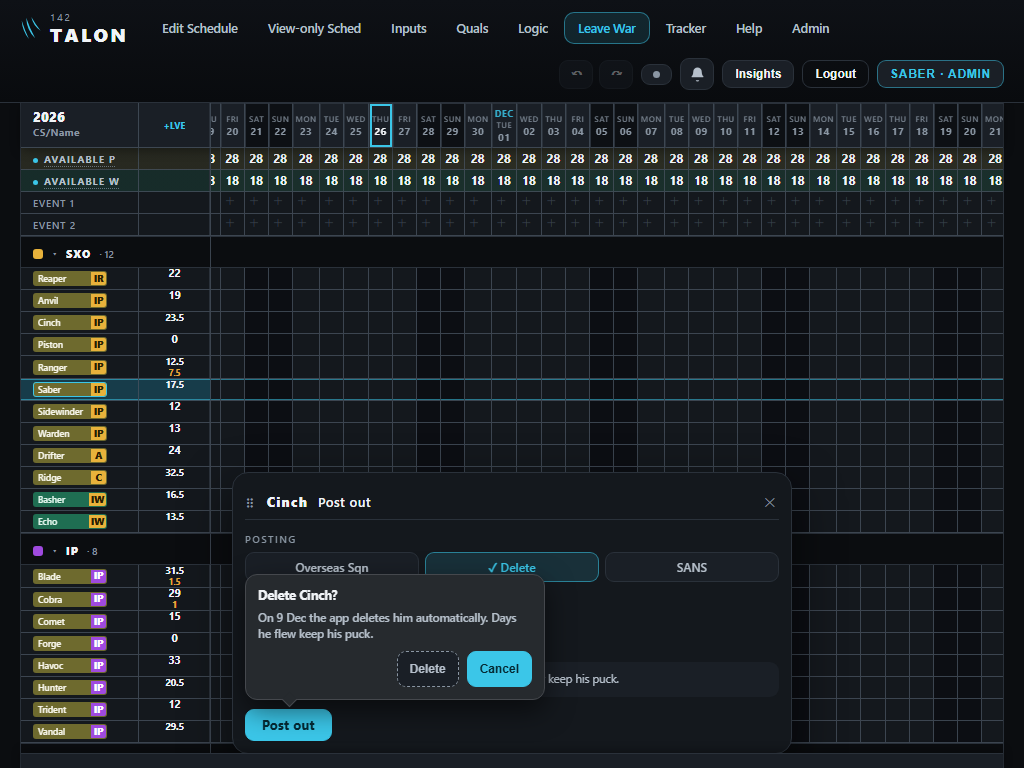 142
TALON
Edit Schedule
View-only Sched
Inputs
Quals
Logic
Leave War
Tracker
Help
Admin
Insights
Logout
SABER · ADMIN
2026
CS/Name
+LVE
FRI 20
SAT 21
SUN 22
MON 23
TUE 24
WED 25
THU 26
FRI 27
SAT 28
SUN 29
MON 30
DEC TUE 01
WED 02
THU 03
FRI 04
SAT 05
SUN 06
MON 07
TUE 08
WED 09
THU 10
FRI 11
SAT 12
SUN 13
MON 14
TUE 15
WED 16
THU 17
FRI 18
SAT 19
SUN 20
MON 21
AVAILABLE P 28 28 28 28 28 28 28 28 28 28 28 28 28 28 28 28 28 28 28 28 28 28 28 28 28 28 28 28 28 28 28 28
AVAILABLE W 18 18 18 18 18 18 18 18 18 18 18 18 18 18 18 18 18 18 18 18 18 18 18 18 18 18 18 18 18 18 18 18
EVENT 1 + + + + + + + + + + + + + + + + + + + + + + + + + + + + + + + +
EVENT 2 + + + + + + + + + + + + + + + + + + + + + + + + + + + + + + + +
· SXO · 12
Reaper IR 22
Anvil IP 19
Cinch IP 23.5
Piston IP 0
Ranger IP 12.5
7.5
Saber IP 17.5
Sidewinder IP 12
Warden IP 13
Drifter A 24
Ridge C 32.5
Basher IW 16.5
Echo IW 13.5
· IP · 8
Blade IP 31.5
1.5
Cobra IP 29
1
Comet IP 15
Forge IP 0
Havoc IP 33
Hunter IP 20.5
Trident IP 12
Vandal IP 29.5
Cinch Post out
POSTING
Overseas Sqn
✓ Delete
SANS
Delete Cinch?
On 9 Dec the app deletes him automatically. Days
he flew keep his puck.
Delete
Cancel
keep his puck.
Post out